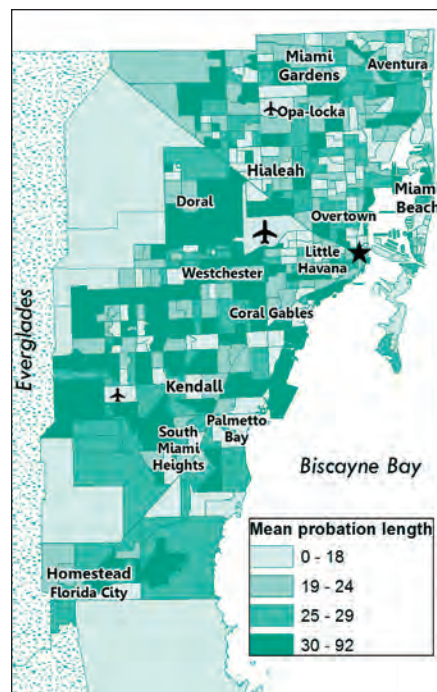 Miami
Gardens
Aventura
Opa-locka
Hialeah
Doral
Miami
Beach
Overtown
Little
Havana
Westchester
Coral Gables
Everglades
Kendall
Palmetto
Bay
South
Miami
Heights
Biscayne Bay
Homestead
Florida City
Mean probation length
0 - 18
19 - 24
25 - 29
30 - 92